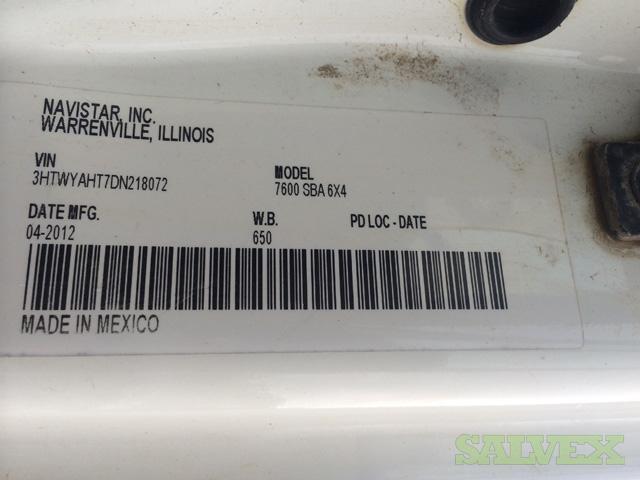 NAVISTAR, INC.
WARRENVILLE, ILLINOIS
VIN MODEL
3HTWYAHT7DN218072 7600 SBA 6X4
DATE MFG. W.B. PD LOC - DATE
04-2012 650
MADE IN MEXICO
SALVEX